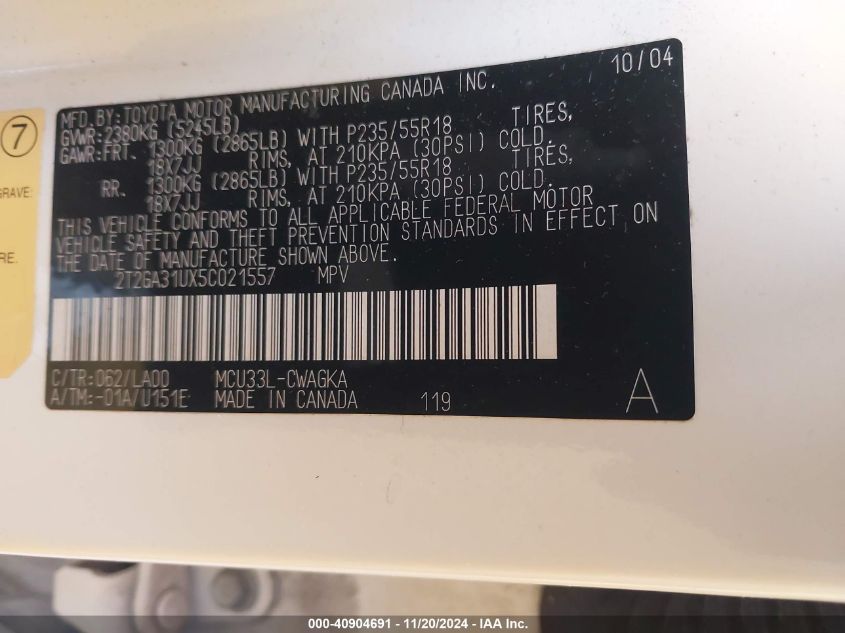 10/04
MFD.BY:TOYOTA MOTOR MANUFACTURING CANADA INC.
GVWR:2380KG (5245LB)
GAWR:FRT. 1300KG (2865LB) WITH P235/55R18 TIRES,
18X7JJ RIMS, AT 210KPA (30PSI) COLD.
RR. 1300KG (2865LB) WITH P235/55R18 TIRES,
18X7JJ RIMS, AT 210KPA (30PSI) COLD.
THIS VEHICLE CONFORMS TO ALL APPLICABLE FEDERAL MOTOR
VEHICLE SAFETY AND THEFT PREVENTION STANDARDS IN EFFECT ON
THE DATE OF MANUFACTURE SHOWN ABOVE.
2T2GA31UX5C021557 MPV
C/TR:062/LA00 MCU33L-CWAGKA
A/TM:-01A/U151E MADE IN CANADA 119 A
7
GRAVE:
RE.
000-40904691 - 11/20/2024 - IAA Inc.